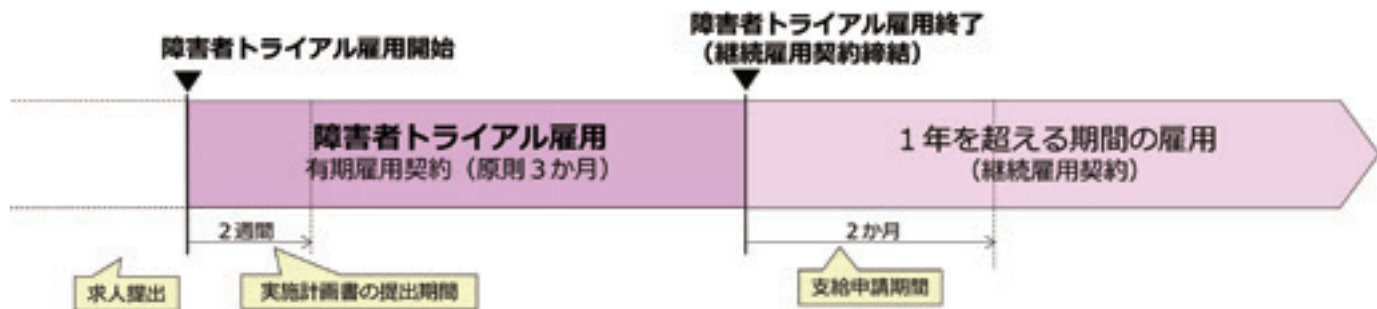 障害者トライアル雇用開始
障害者トライアル雇用終了
（継続雇用契約締結）
障害者トライアル雇用
有期雇用契約（原則３か月）
１年を超える期間の雇用
（継続雇用契約）
２週間
２か月
求人提出
実施計画書の提出期間
支給申請期間